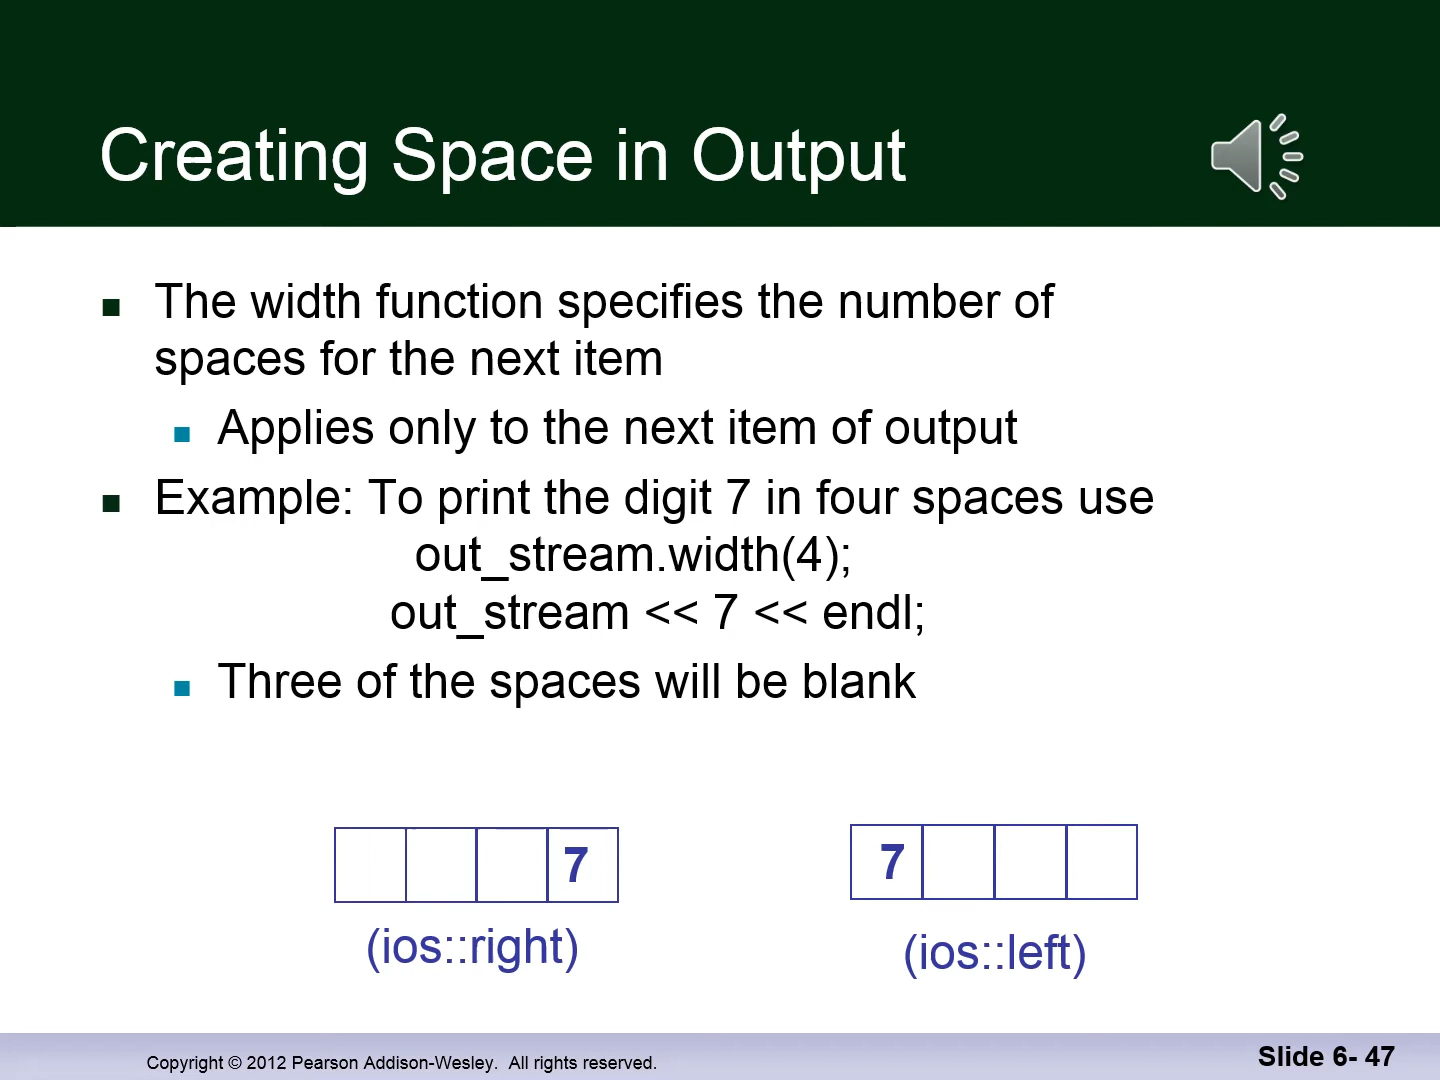 Creating Space in Output
The width function specifies the number of
spaces for the next item
Applies only to the next item of output
Example: To print the digit 7 in four spaces use
out_stream.width(4);
out_stream << 7 << endl;
Three of the spaces will be blank
7
(ios::right)
7
(ios::left)
Copyright © 2012 Pearson Addison-Wesley. All rights reserved.
Slide 6- 47